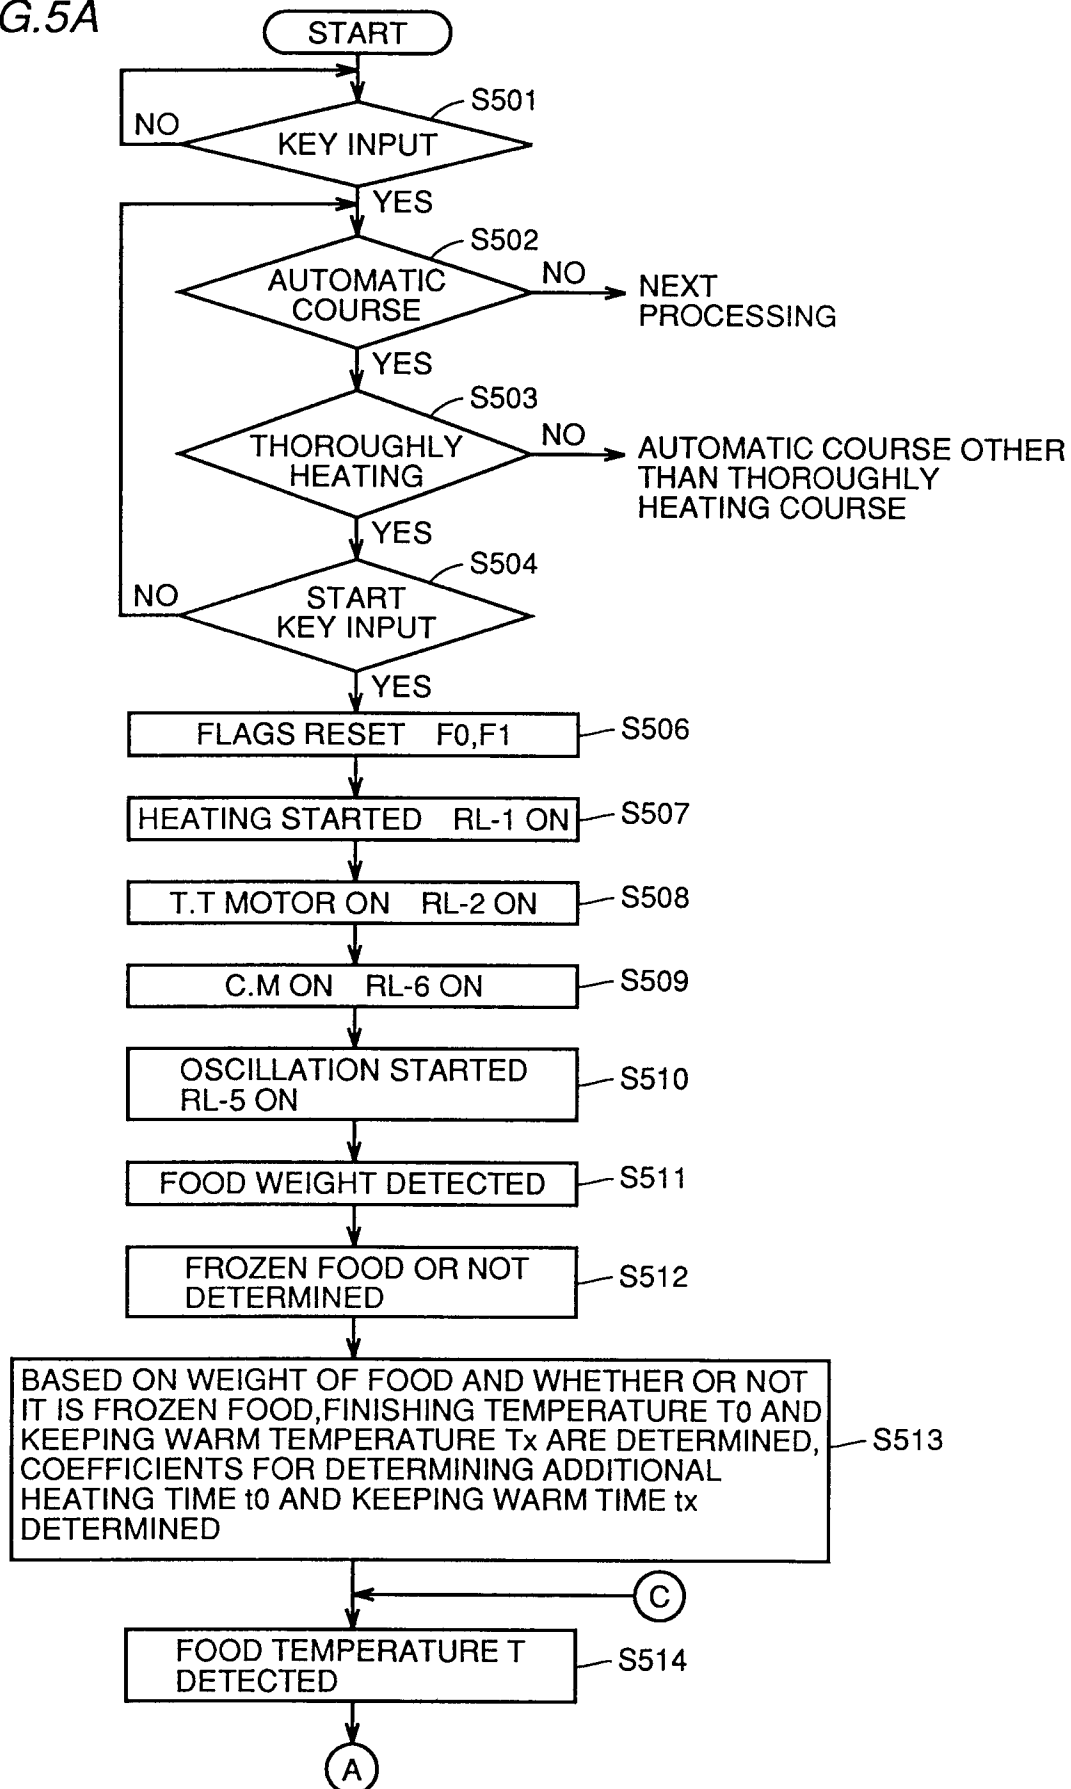 G.5A
START
S501
NO
KEY INPUT
YES
S502
AUTOMATIC
COURSE
NO
NEXT
PROCESSING
YES
S503
THOROUGHLY
HEATING
NO
AUTOMATIC COURSE OTHER
THAN THOROUGHLY
HEATING COURSE
YES
S504
NO
START
KEY INPUT
YES
FLAGS RESET F0,F1
S506
HEATING STARTED RL-1 ON
S507
T.T MOTOR ON RL-2 ON
S508
C.M ON RL-6 ON
S509
OSCILLATION STARTED
RL-5 ON
S510
FOOD WEIGHT DETECTED
S511
FROZEN FOOD OR NOT
DETERMINED
S512
BASED ON WEIGHT OF FOOD AND WHETHER OR NOT
IT IS FROZEN FOOD,FINISHING TEMPERATURE T0 AND
KEEPING WARM TEMPERATURE Tx ARE DETERMINED,
COEFFICIENTS FOR DETERMINING ADDITIONAL
HEATING TIME t0 AND KEEPING WARM TIME tx
DETERMINED
S513
C
FOOD TEMPERATURE T
DETECTED
S514
A